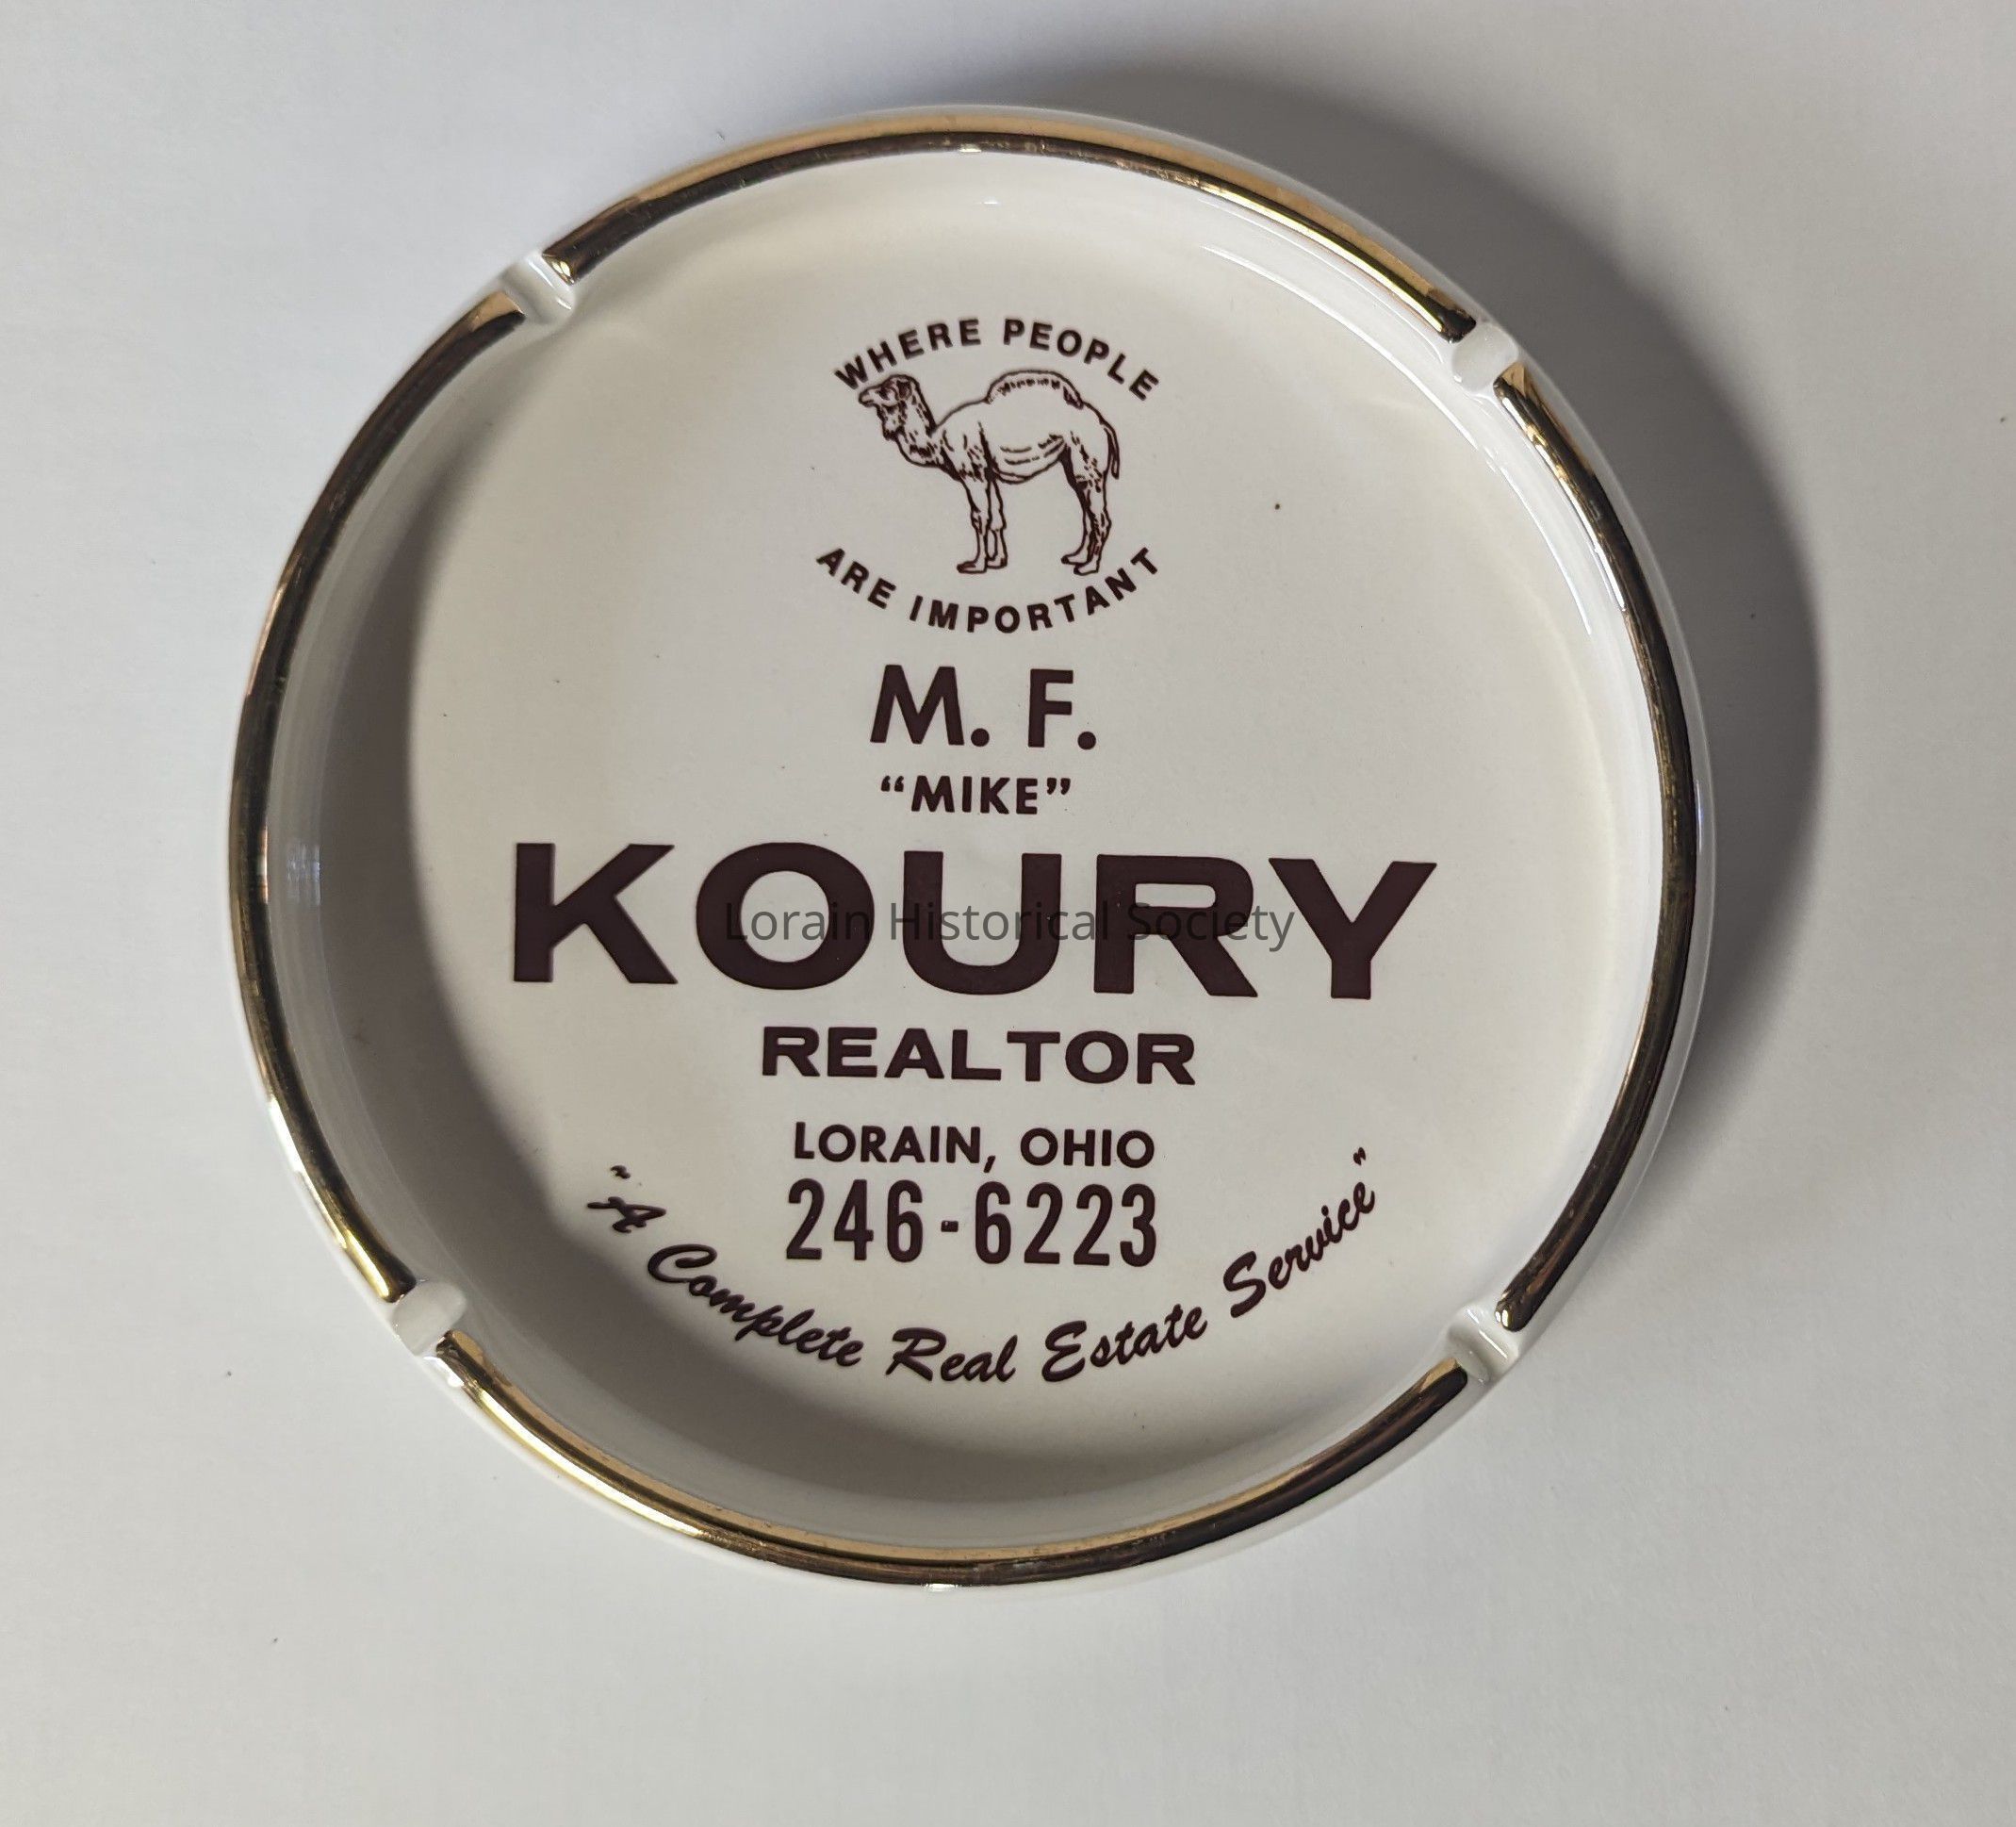 WHERE PEOPLE
ARE IMPORTANT
M. F.
“MIKE”
KOURY
Lorain Historical Society
REALTOR
LORAIN, OHIO
246-6223
"A Complete Real Estate Service"